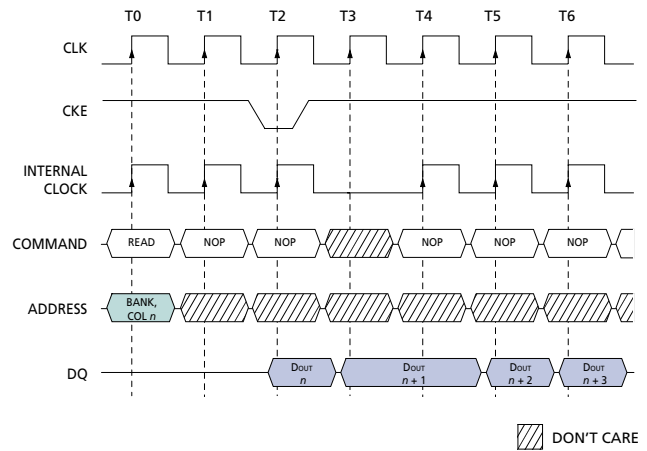 T0 T1 T2 T3 T4 T5 T6
CLK
CKE
INTERNAL
CLOCK
COMMAND READ NOP NOP NOP NOP NOP
ADDRESS BANK,
COL n
DQ DOUT DOUT DOUT DOUT
n n + 1 n + 2 n + 3
DON'T CARE